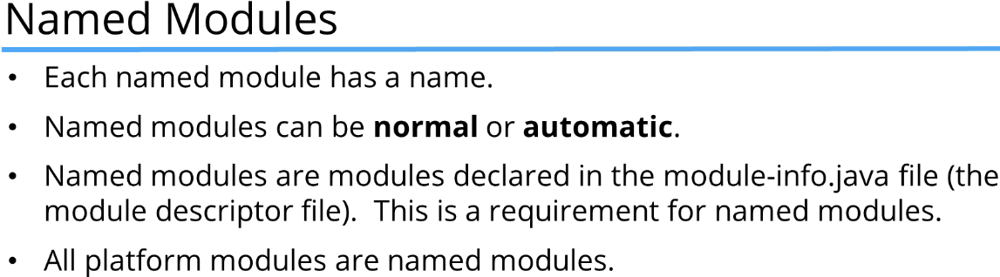 Named Modules
• Each named module has a name.
• Named modules can be normal or automatic.
• Named modules are modules declared in the module-info.java file (the
module descriptor file).  This is a requirement for named modules.
• All platform modules are named modules.